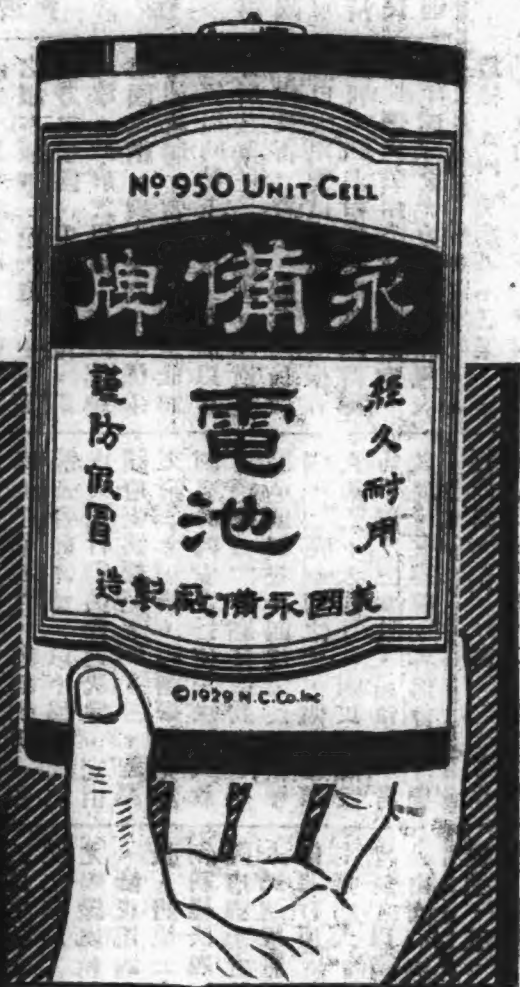 Nº 950 UNIT CELL
永備牌
電池
經久耐用
謹防假冒
美國永備廠製造
©1929 N.C.Co.Inc